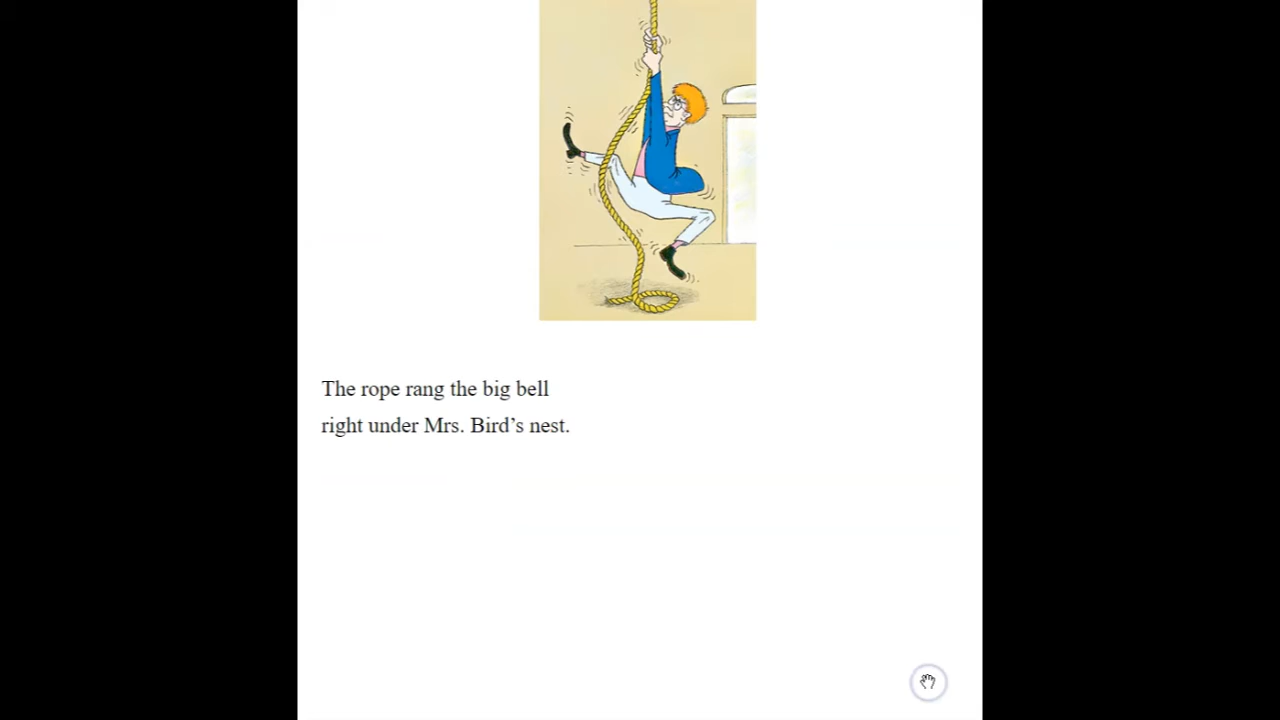 The rope rang the big bell
right under Mrs. Bird’s nest.